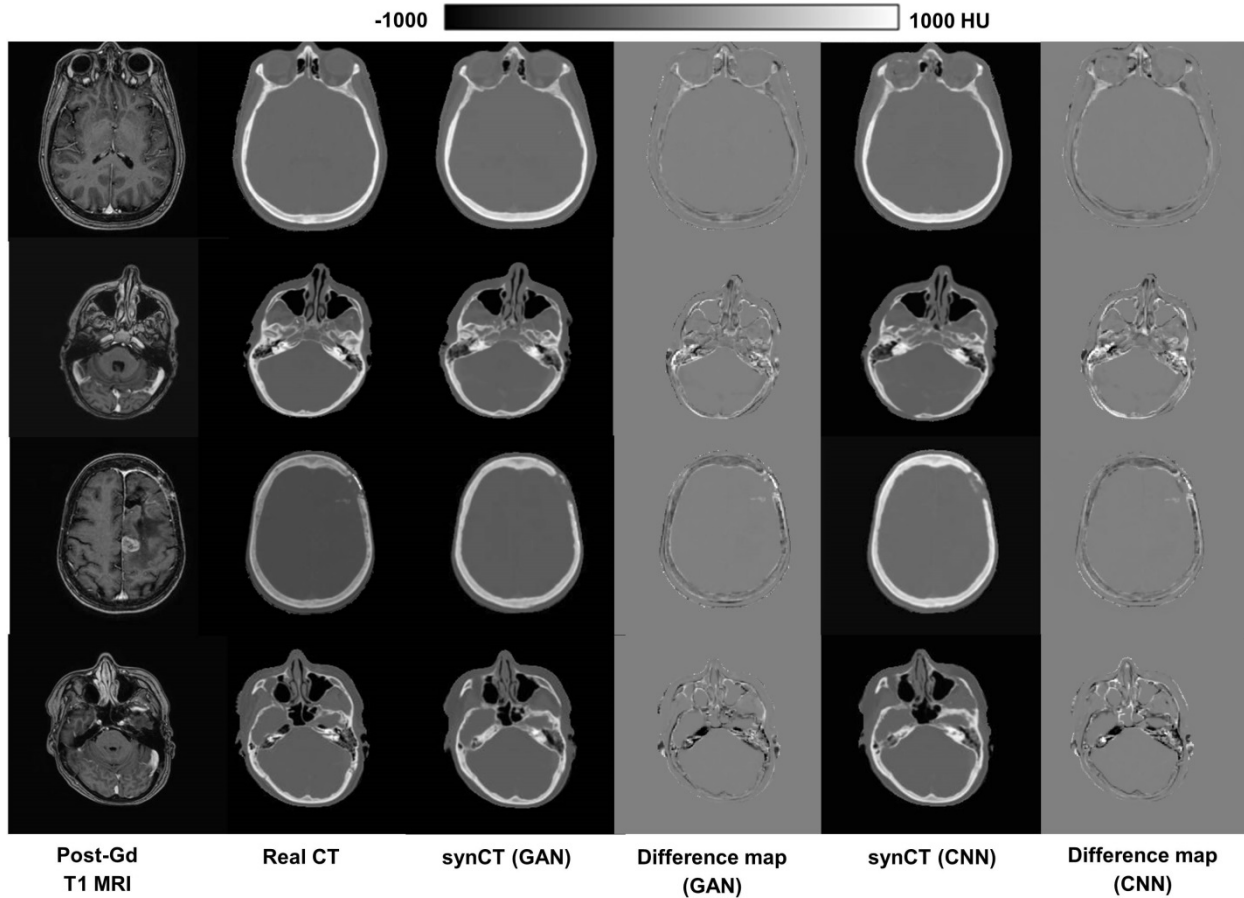 -1000 1000 HU
Post-Gd Real CT synCT (GAN) Difference map synCT (CNN) Difference map
T1 MRI (GAN) (CNN)